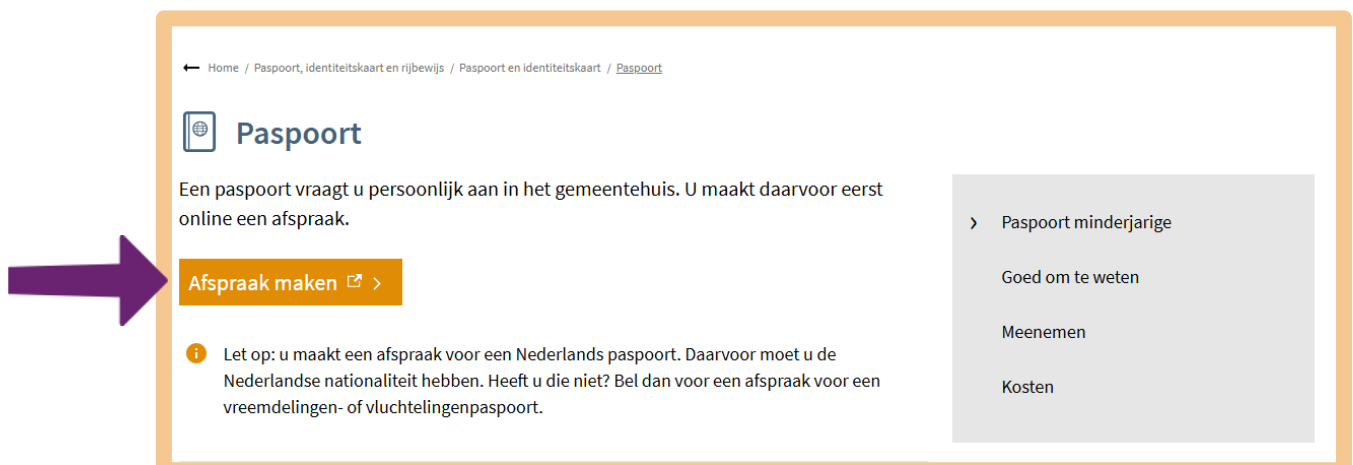 Home / Paspoort, identiteitskaart en rijbewijs / Paspoort en identiteitskaart / Paspoort
Paspoort
Een paspoort vraagt u persoonlijk aan in het gemeentehuis. U maakt daarvoor eerst
online een afspraak.
Afspraak maken
Let op: u maakt een afspraak voor een Nederlands paspoort. Daarvoor moet u de
Nederlandse nationaliteit hebben. Heeft u die niet? Bel dan voor een afspraak voor een
vreemdelingen- of vluchtelingenpaspoort.
Paspoort minderjarige
Goed om te weten
Meenemen
Kosten